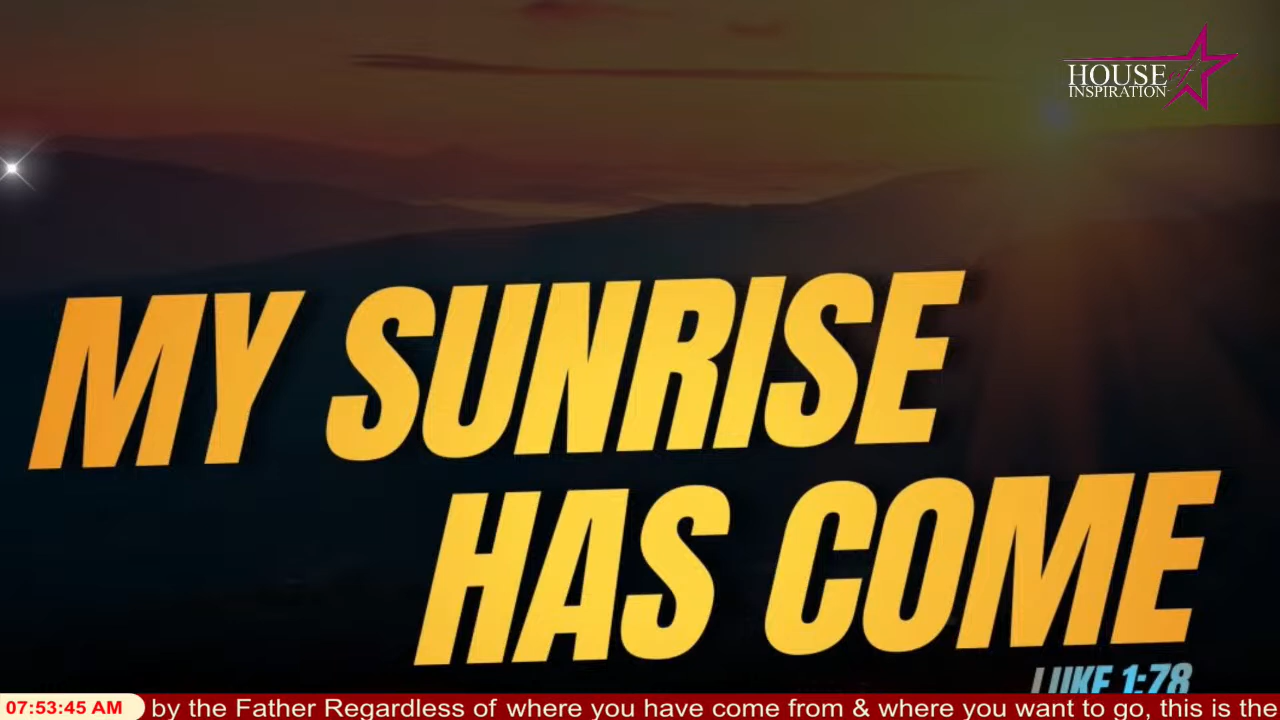 HOUSE of
INSPIRATION
MY SUNRISE
HAS COME
LUKE 1:78
07:53:45 AM by the Father Regardless of where you have come from & where you want to go, this is the